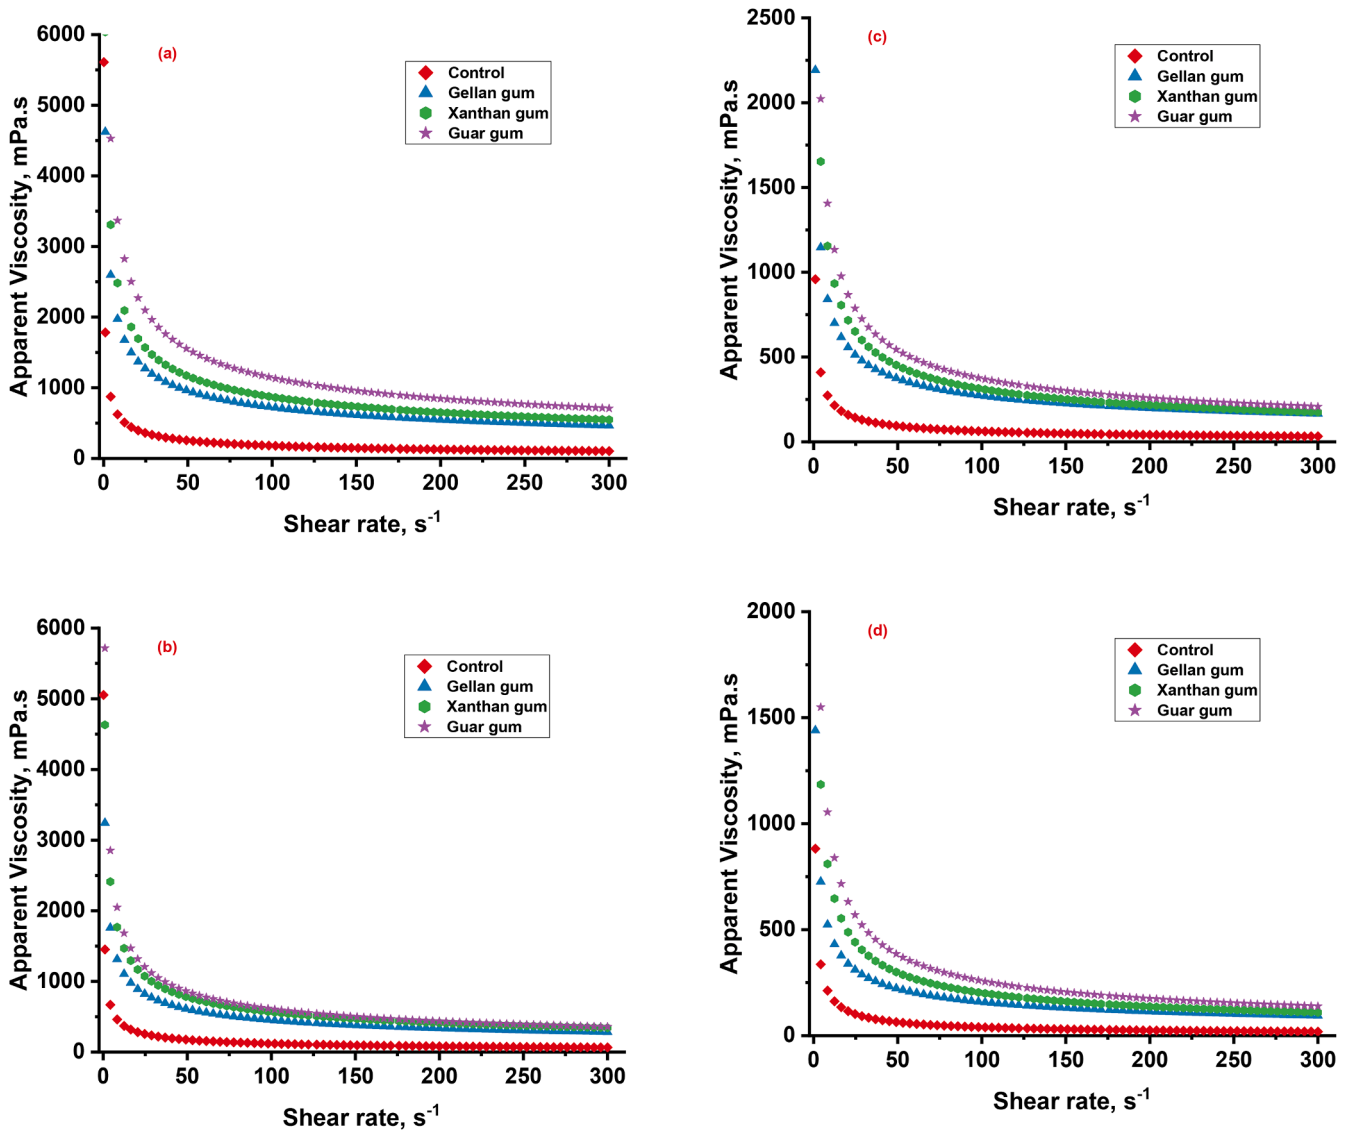 (a)
Control
Gellan gum
Xanthan gum
Guar gum
6000
5000
4000
3000
2000
1000
0
Apparent Viscosity, mPa.s
0 50 100 150 200 250 300
Shear rate, s⁻¹
(c)
Control
Gellan gum
Xanthan gum
Guar gum
2500
2000
1500
1000
500
0
Apparent Viscosity, mPa.s
0 50 100 150 200 250 300
Shear rate, s⁻¹
(b)
Control
Gellan gum
Xanthan gum
Guar gum
6000
5000
4000
3000
2000
1000
0
Apparent Viscosity, mPa.s
0 50 100 150 200 250 300
Shear rate, s⁻¹
(d)
Control
Gellan gum
Xanthan gum
Guar gum
2000
1500
1000
500
0
Apparent Viscosity, mPa.s
0 50 100 150 200 250 300
Shear rate, s⁻¹